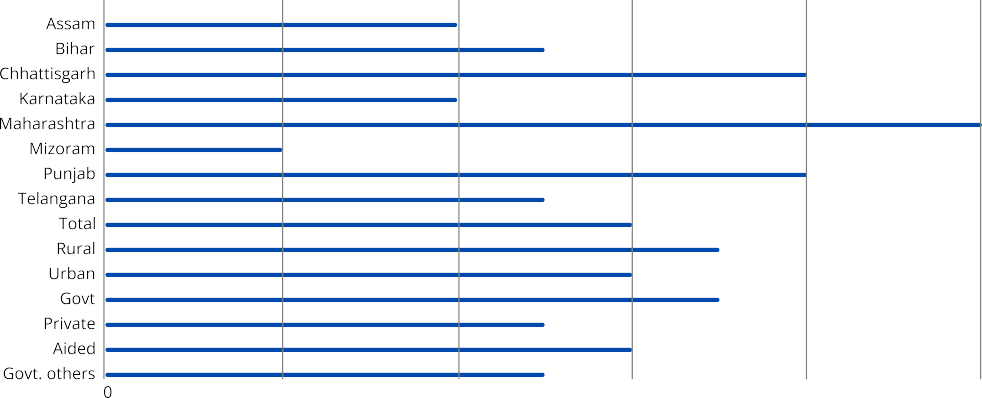 Assam
Bihar
Chhattisgarh
Karnataka
Maharashtra
Mizoram
Punjab
Telangana
Total
Rural
Urban
Govt
Private
Aided
Govt. others
0